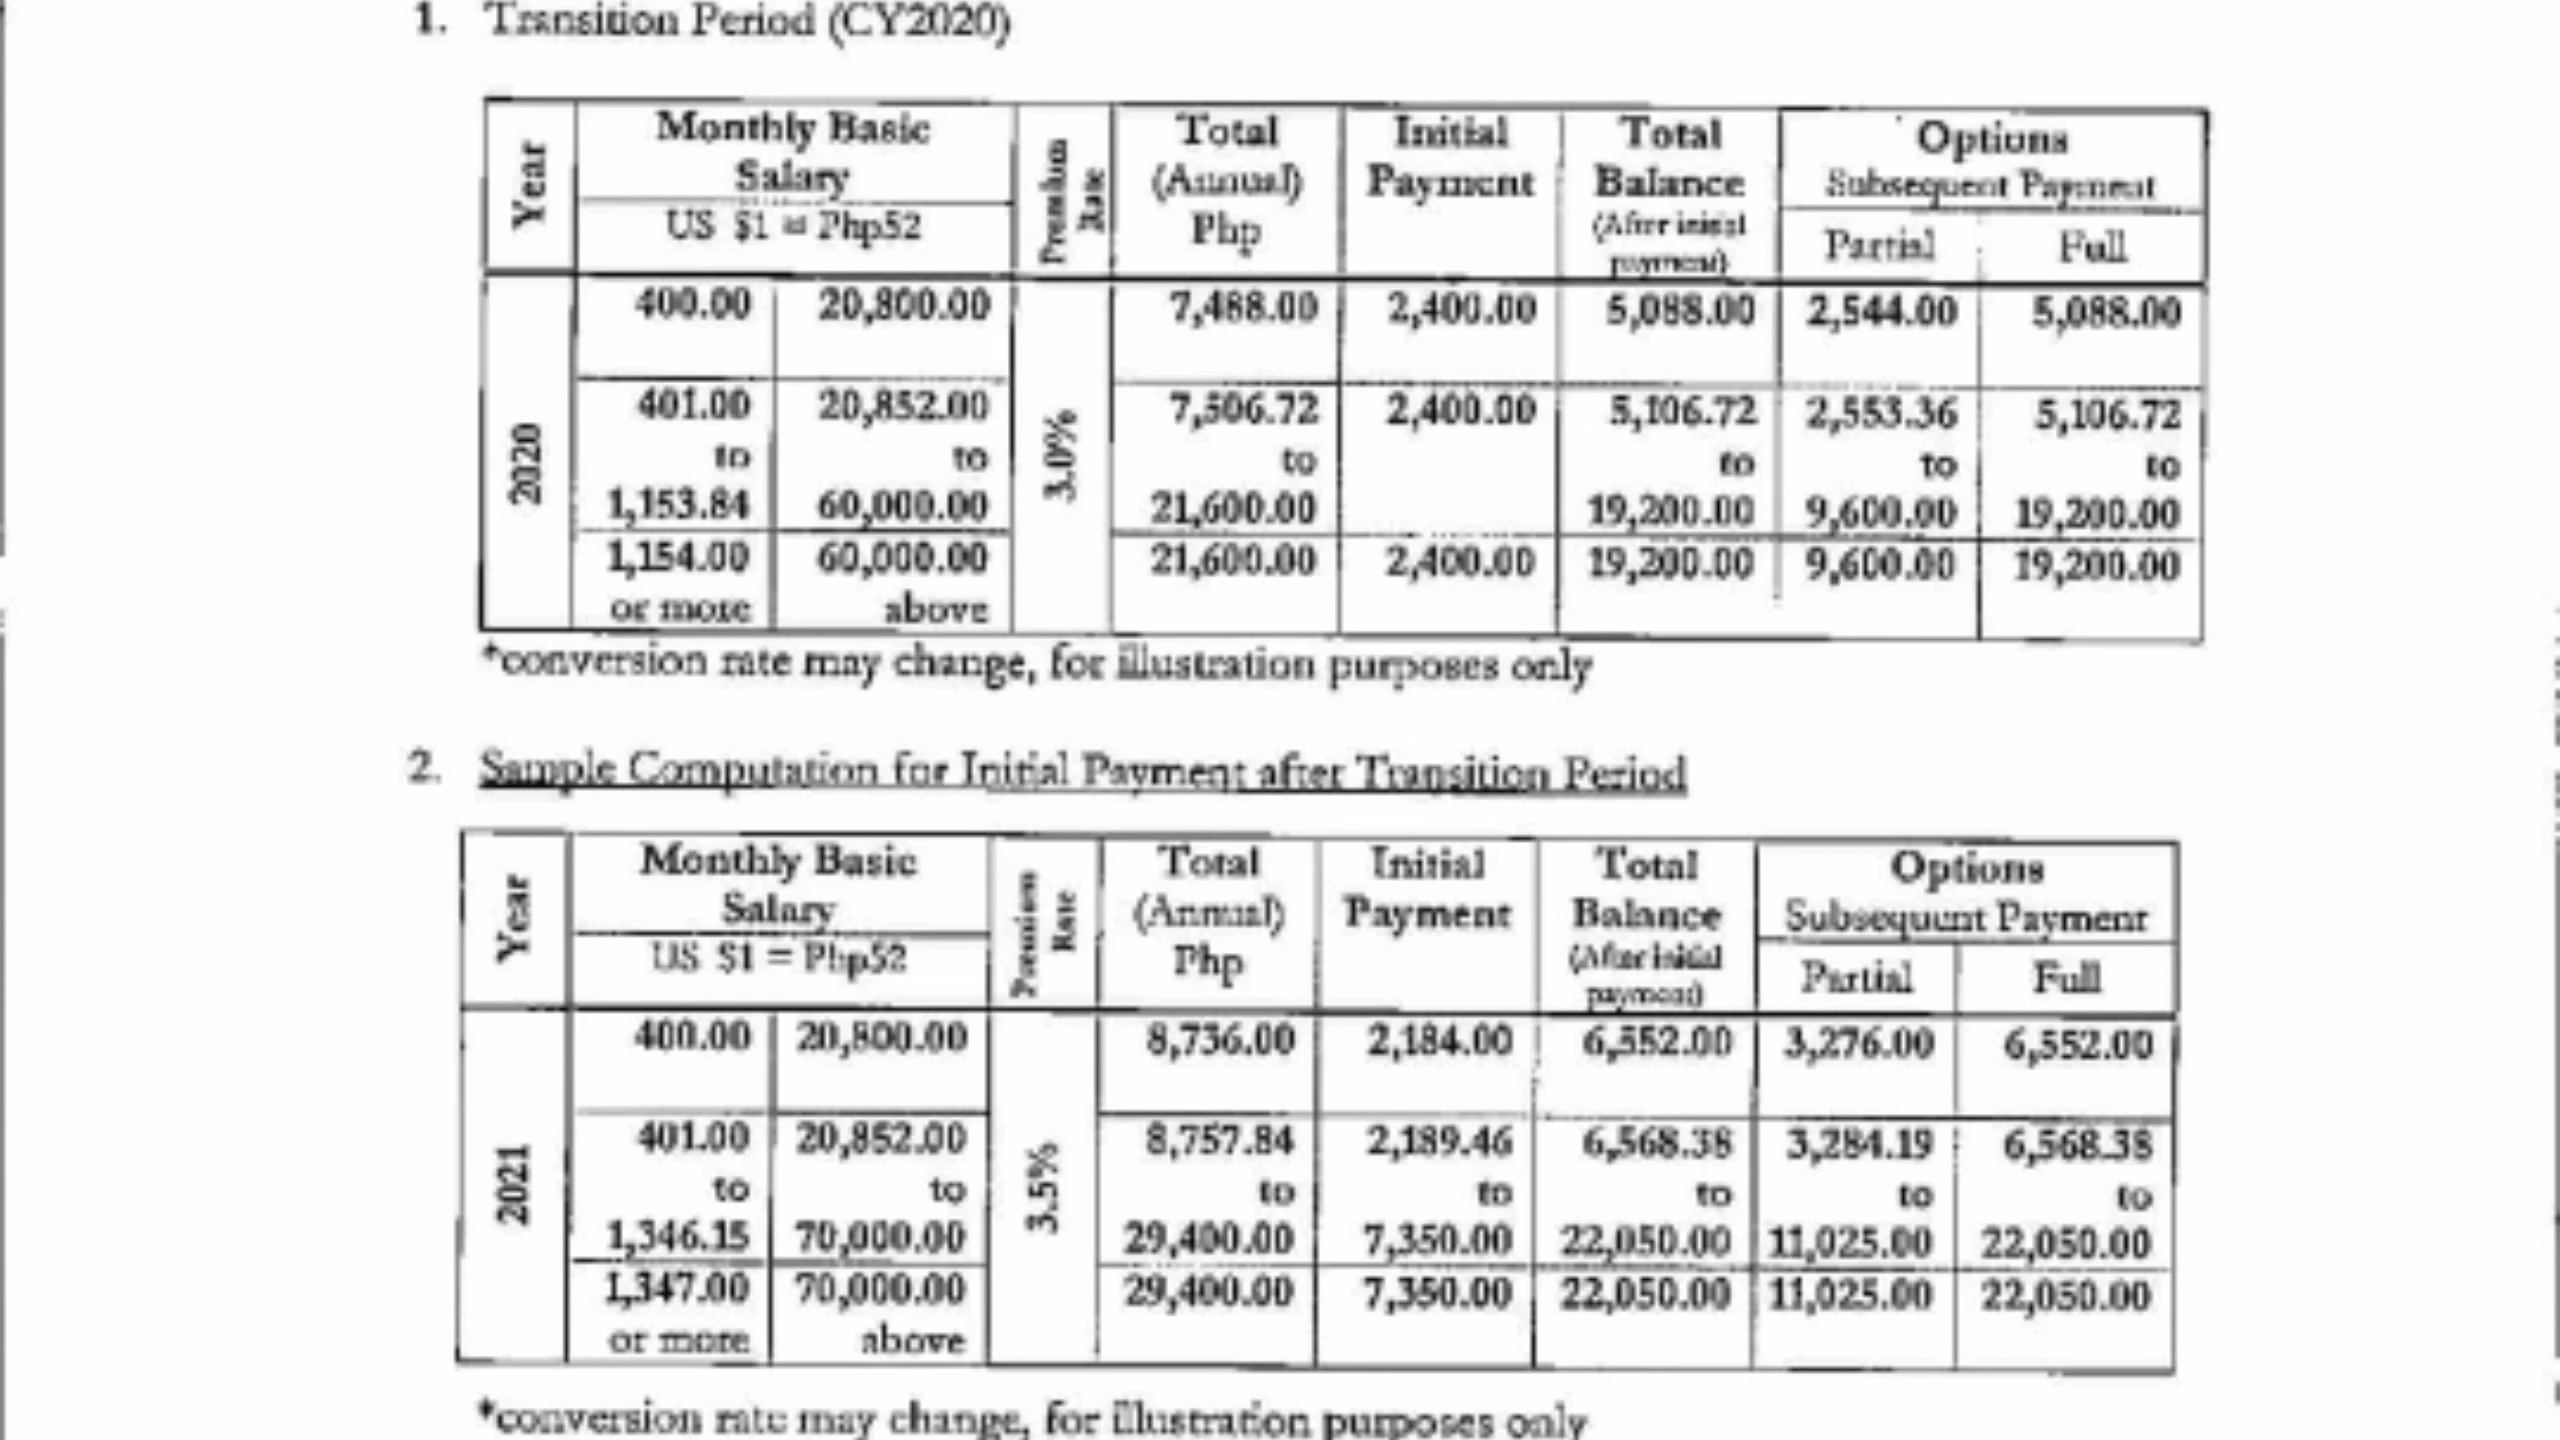 1. Transition Period (CY2020)
Year Monthly Basic Salary Premium Rate Total (Annual) Php Initial Payment Total Balance (After initial payment) Options Subsequent Payment
US $1 = Php52 Partial Full
400.00 20,800.00 7,488.00 2,400.00 5,088.00 2,544.00 5,088.00
401.00 20,852.00 7,506.72 2,400.00 5,106.72 2,553.36 5,106.72
2020 to to 3.0% to to to to
1,153.84 60,000.00 21,600.00 19,200.00 9,600.00 19,200.00
1,154.00 60,000.00 21,600.00 2,400.00 19,200.00 9,600.00 19,200.00
or more above
*conversion rate may change, for illustration purposes only
2. Sample Computation for Initial Payment after Transition Period
Year Monthly Basic Salary Premium Rate Total (Annual) Php Initial Payment Total Balance (After initial payment) Options Subsequent Payment
US $1 = Php52 Partial Full
400.00 20,800.00 8,736.00 2,184.00 6,552.00 3,276.00 6,552.00
401.00 20,852.00 8,757.84 2,189.46 6,568.38 3,284.19 6,568.38
2021 to to 3.5% to to to to to
1,346.15 70,000.00 29,400.00 7,350.00 22,050.00 11,025.00 22,050.00
1,347.00 70,000.00 29,400.00 7,350.00 22,050.00 11,025.00 22,050.00
or more above
*conversion rate may change, for illustration purposes only